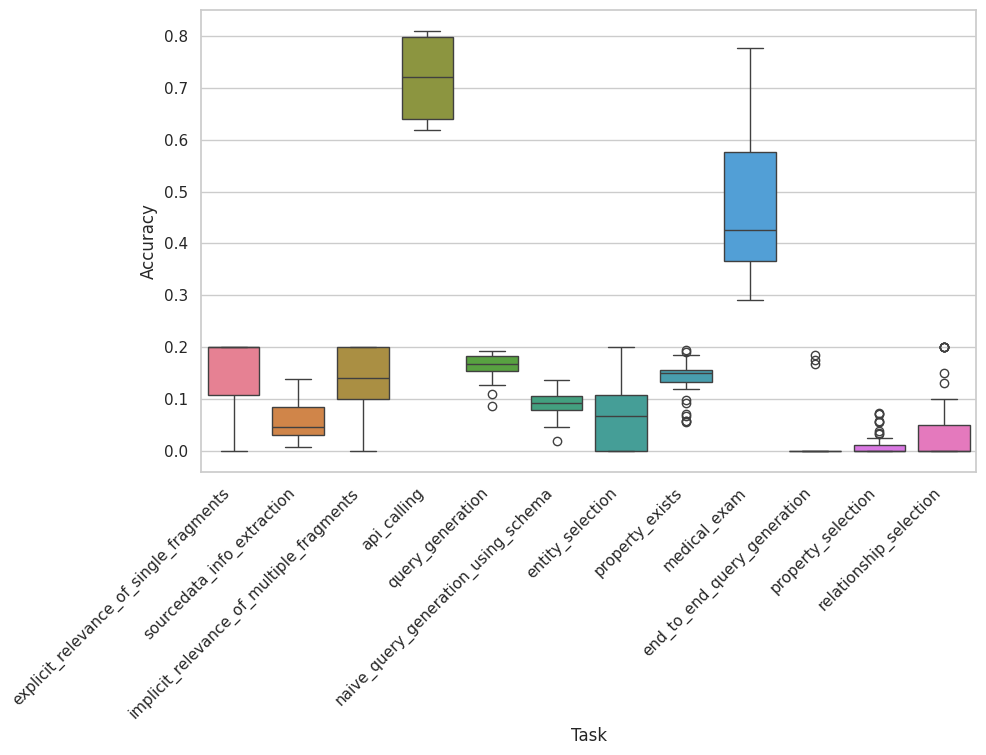 0.8
0.7
0.6
0.5
0.4
0.3
0.2
0.1
0.0
Accuracy
explicit_relevance_of_single_fragments
sourcedata_info_extraction
implicit_relevance_of_multiple_fragments
api_calling
query_generation
naive_query_generation_using_schema
entity_selection
property_exists
medical_exam
end_to_end_query_generation
property_selection
relationship_selection
Task